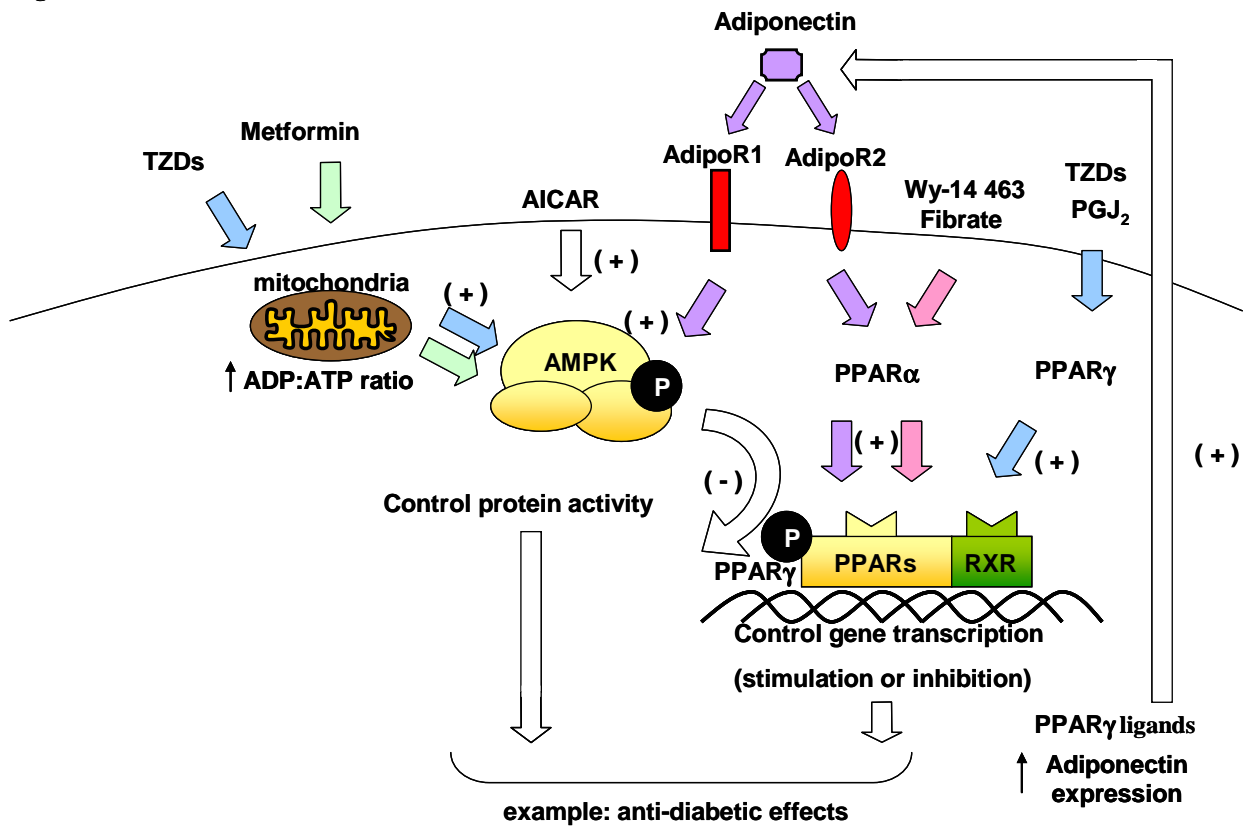 Adiponectin
Metformin
TZDs
AdipoR1
AdipoR2
AICAR
Wy-14 463
Fibrate
TZDs
PGJ₂
( + )
mitochondria
( + )
( + )
↑ ADP:ATP ratio
AMPK
P
PPARα
PPARγ
( + )
( + )
( + )
( - )
Control protein activity
P
PPARγ
PPARs
RXR
Control gene transcription
(stimulation or inhibition)
PPARγ ligands
↑ Adiponectin
expression
example: anti-diabetic effects